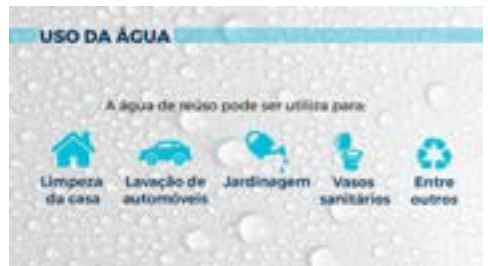 USO DA ÁGUA
A água de reúso pode ser utiliza para:
Limpeza
da casa
Lavação de
automóveis
Jardinagem
Vasos
sanitários
Entre
outros